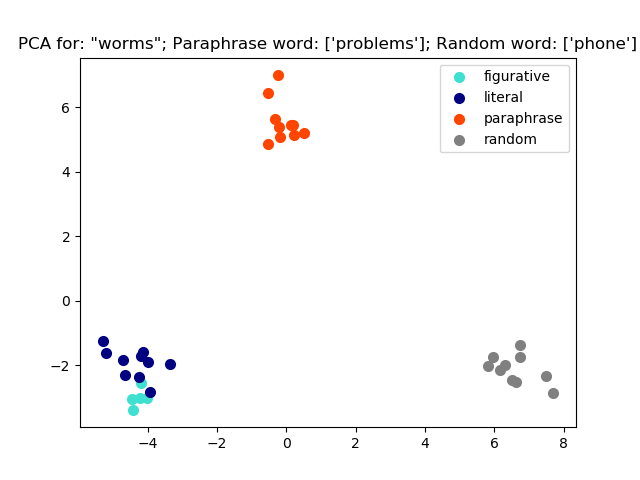 PCA for: "worms"; Paraphrase word: ['problems']; Random word: ['phone']
figurative
literal
paraphrase
random
6
4
2
0
−2
−4
−2
0
2
4
6
8